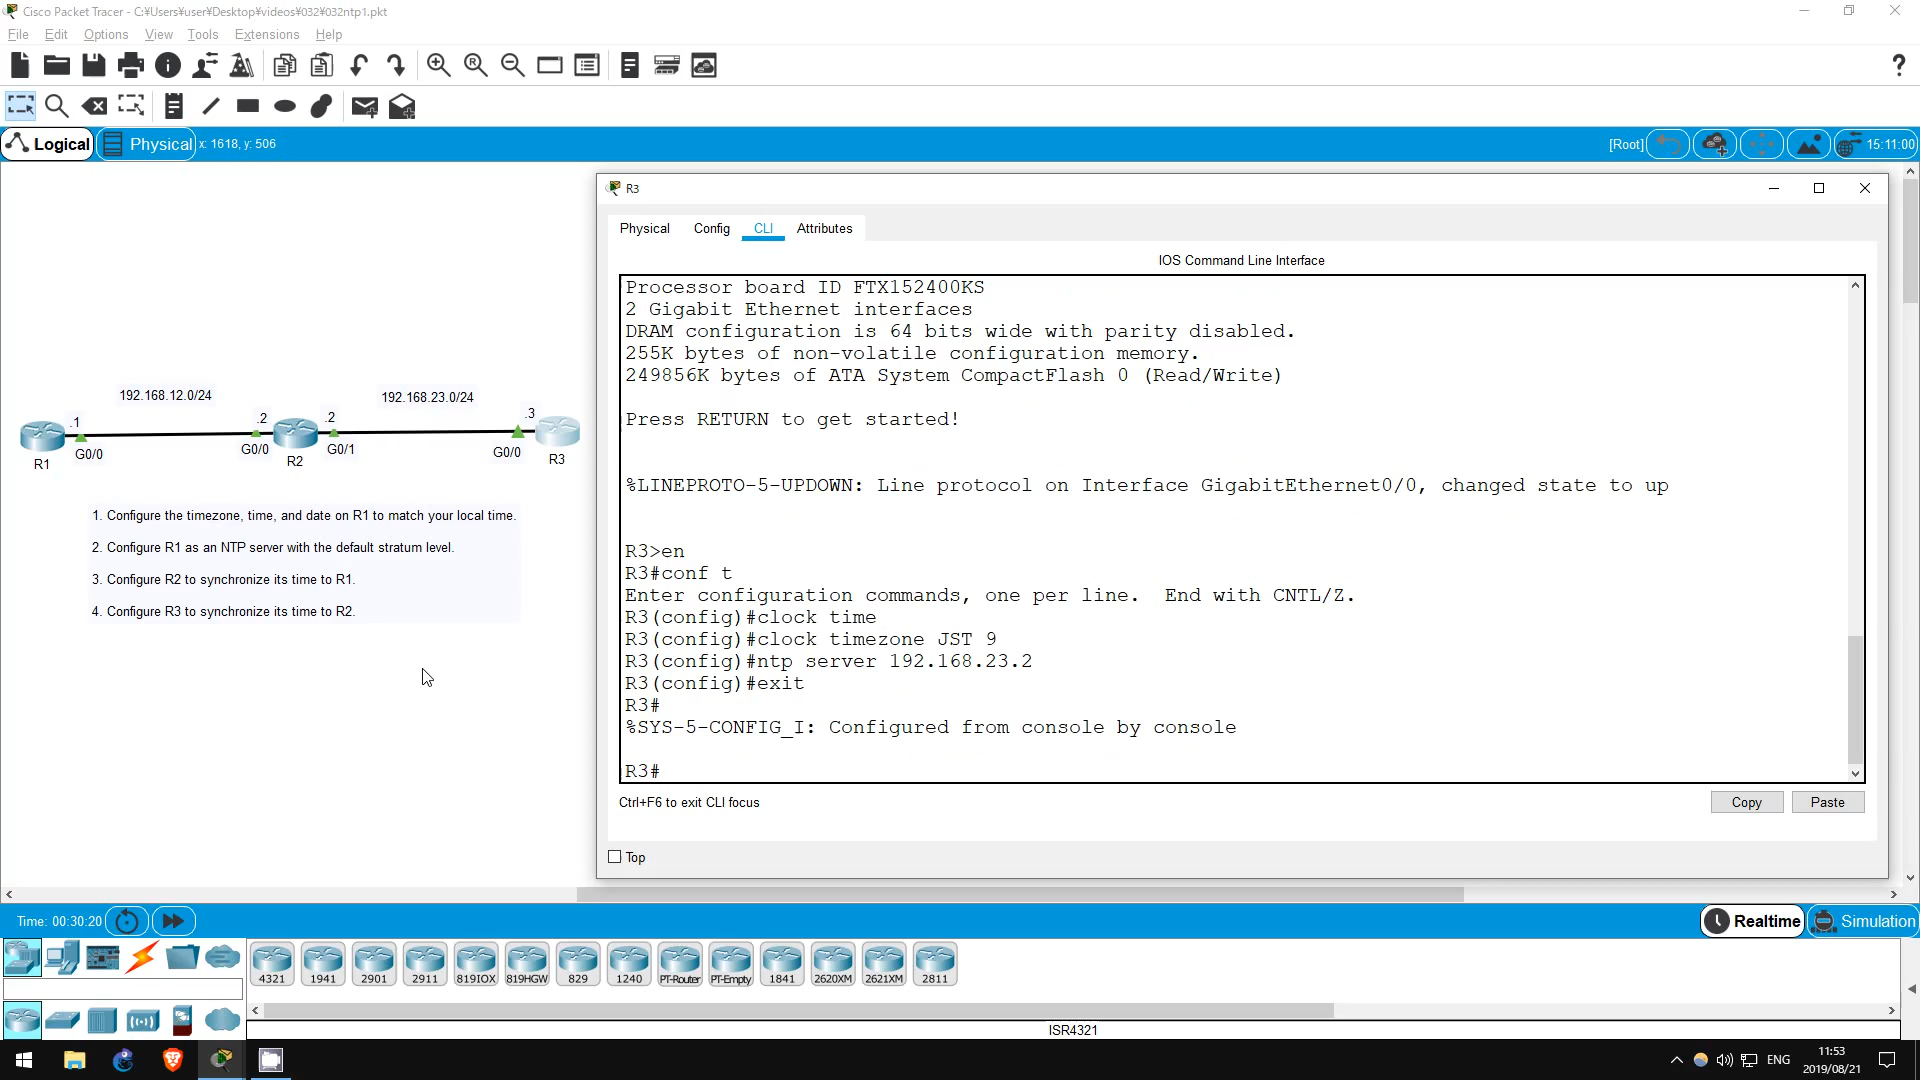 Cisco Packet Tracer - C:¥Users¥user¥Desktop¥videos¥032¥032ntp1.pkt
File Edit Options View Tools Extensions Help
Logical Physical x: 1618, y: 506 [Root] 15:11:00
R3
Physical Config CLI Attributes
IOS Command Line Interface
Processor board ID FTX152400KS
2 Gigabit Ethernet interfaces
DRAM configuration is 64 bits wide with parity disabled.
255K bytes of non-volatile configuration memory.
249856K bytes of ATA System CompactFlash 0 (Read/Write)
Press RETURN to get started!
%LINEPROTO-5-UPDOWN: Line protocol on Interface GigabitEthernet0/0, changed state to up
R3>en
R3#conf t
Enter configuration commands, one per line.  End with CNTL/Z.
R3(config)#clock time
R3(config)#clock timezone JST 9
R3(config)#ntp server 192.168.23.2
R3(config)#exit
R3#
%SYS-5-CONFIG_I: Configured from console by console
R3#
Ctrl+F6 to exit CLI focus
Copy Paste
Top
192.168.12.0/24 192.168.23.0/24
.1 .2 .2 .3
G0/0 G0/0 G0/1 G0/0
R1 R2 R3
1. Configure the timezone, time, and date on R1 to match your local time.
2. Configure R1 as an NTP server with the default stratum level.
3. Configure R2 to synchronize its time to R1.
4. Configure R3 to synchronize its time to R2.
Time: 00:30:20 Realtime Simulation
4321 1941 2901 2911 819IOX 819HGW 829 1240 PT-Router PT-Empty 1841 2620XM 2621XM 2811
ISR4321
ENG 11:53
2019/08/21